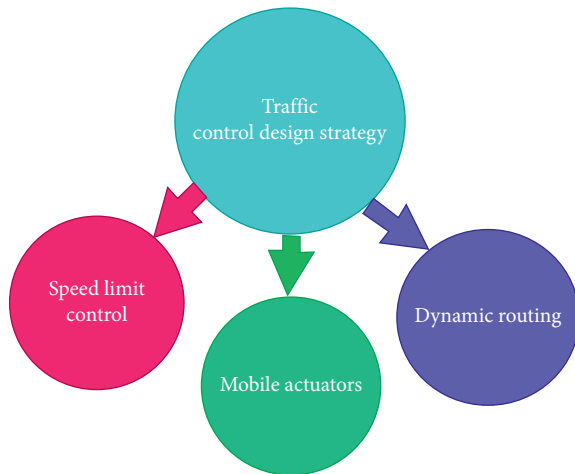 Traffic
control design strategy
Speed limit
control
Mobile actuators
Dynamic routing